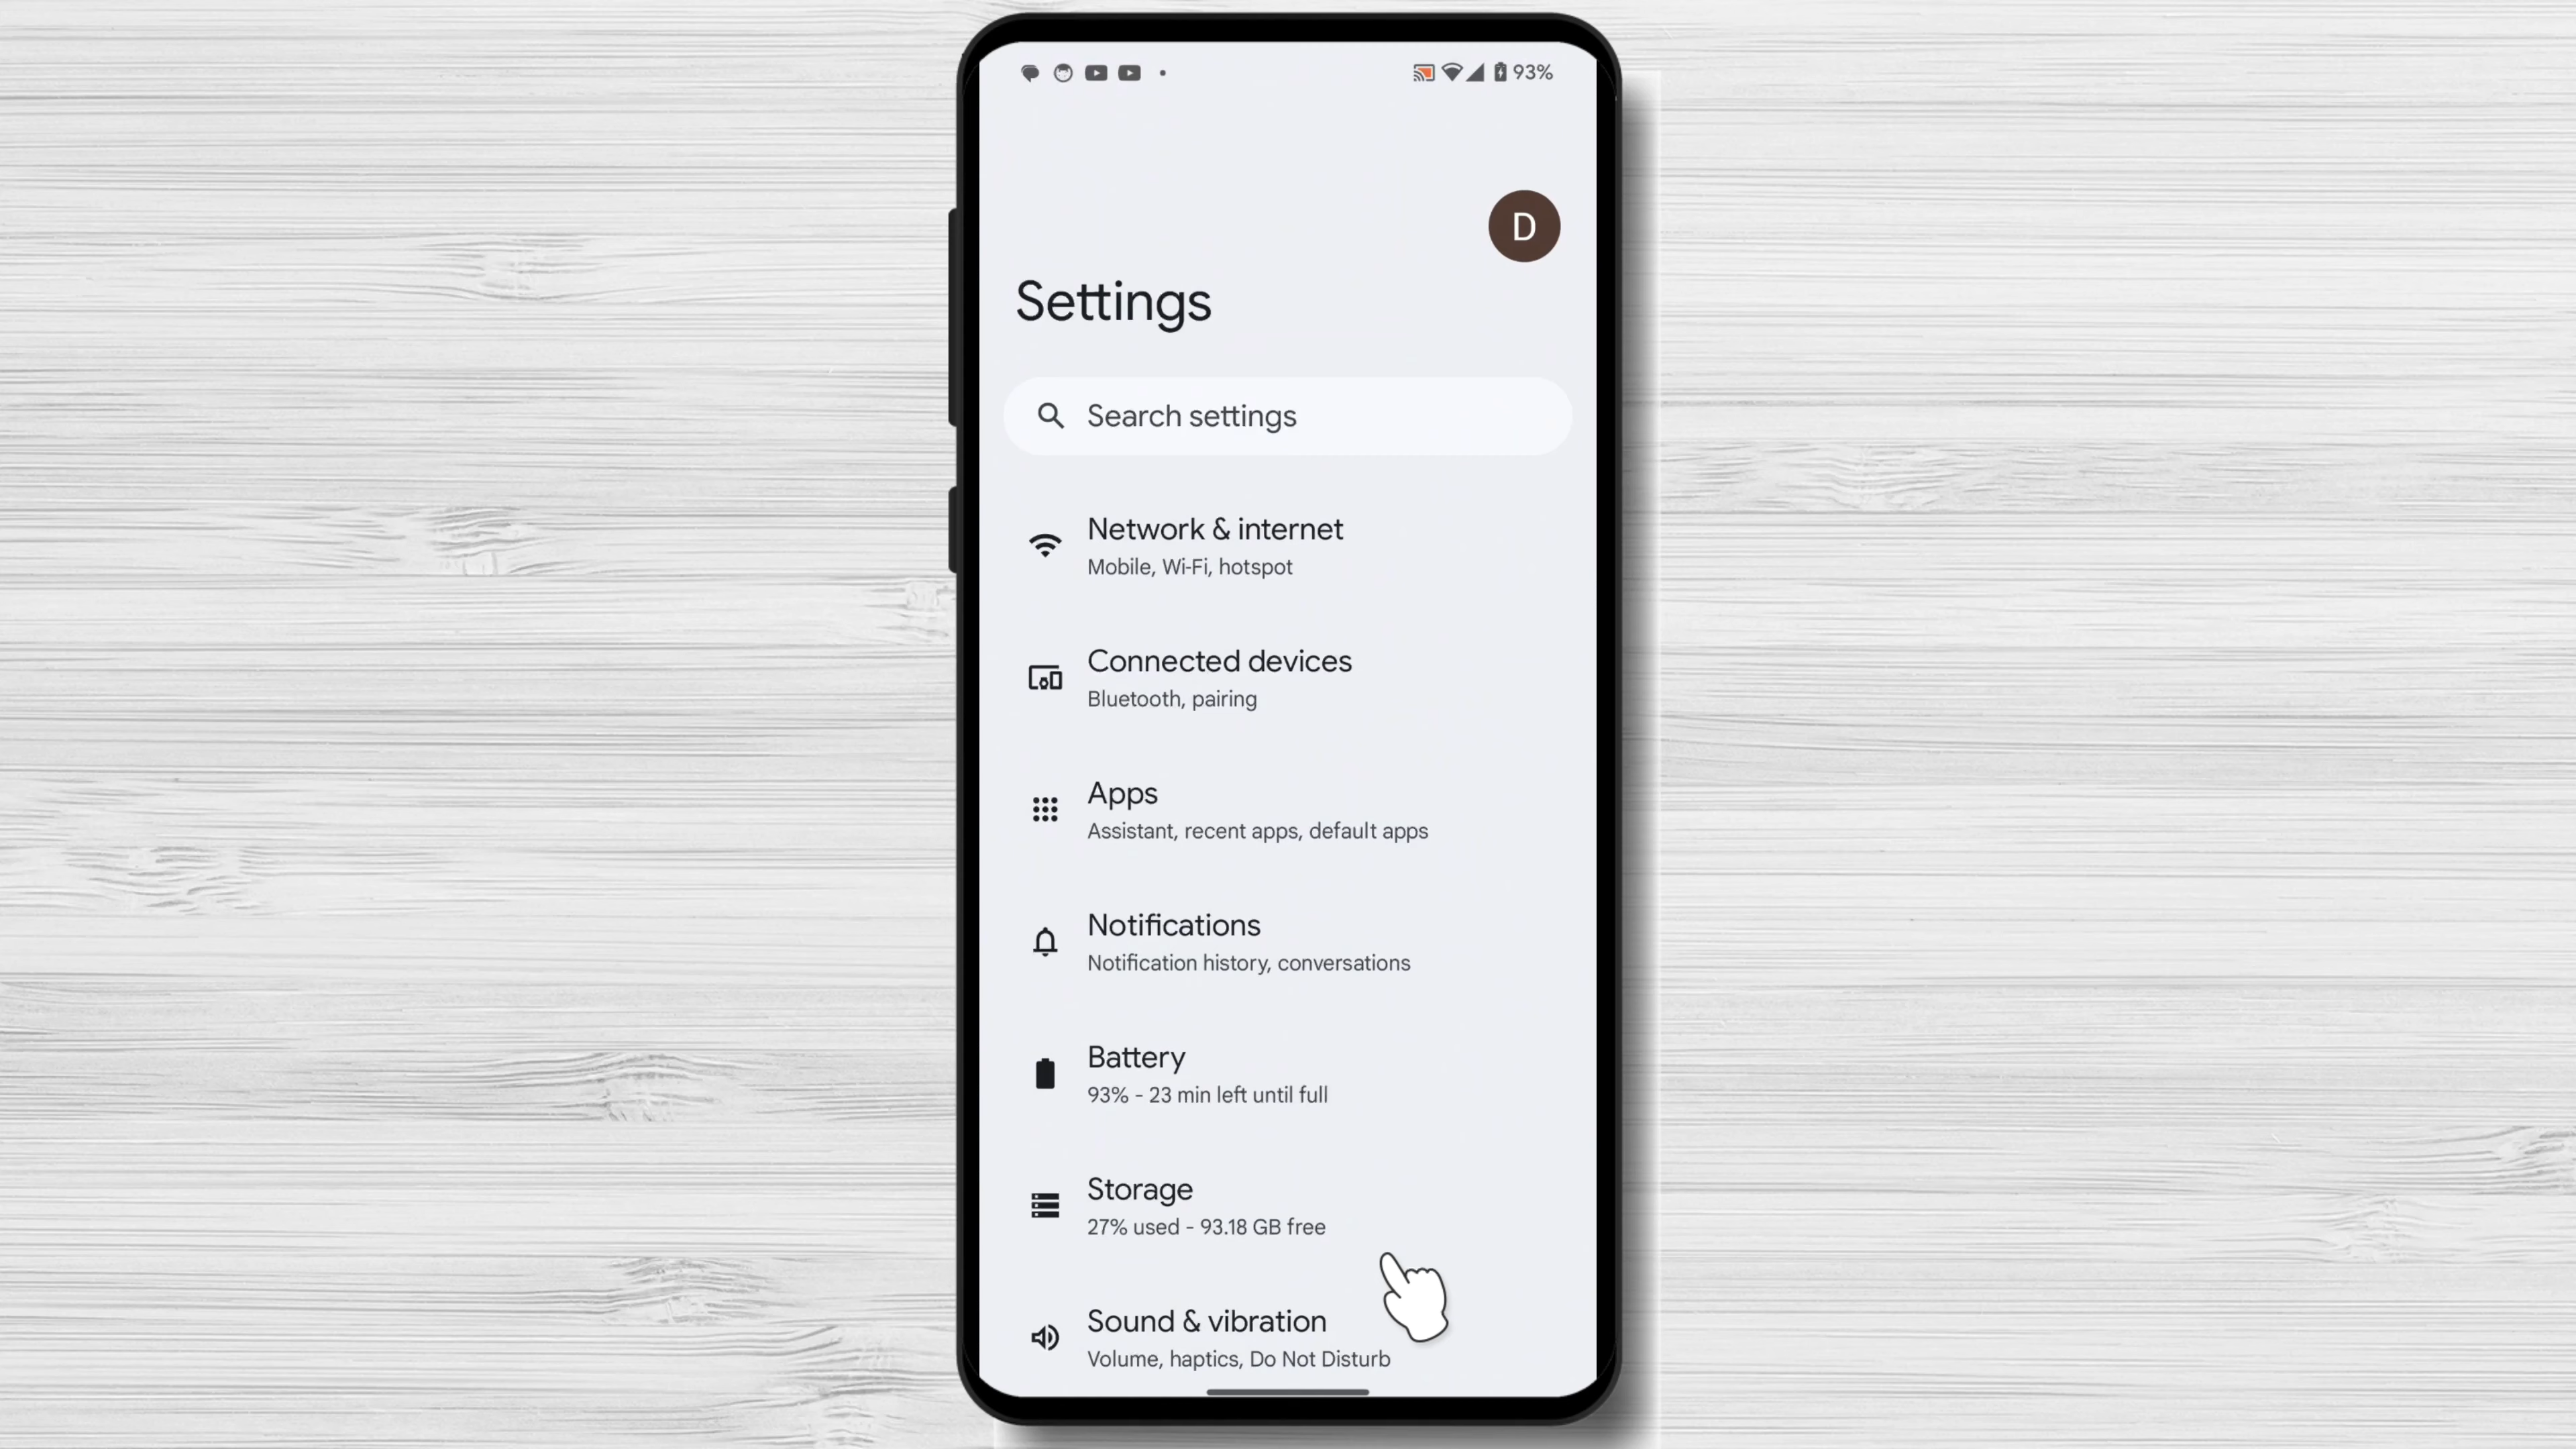 93%
D
Settings
Search settings
Network & internet
Mobile, Wi-Fi, hotspot
Connected devices
Bluetooth, pairing
Apps
Assistant, recent apps, default apps
Notifications
Notification history, conversations
Battery
93% - 23 min left until full
Storage
27% used - 93.18 GB free
Sound & vibration
Volume, haptics, Do Not Disturb